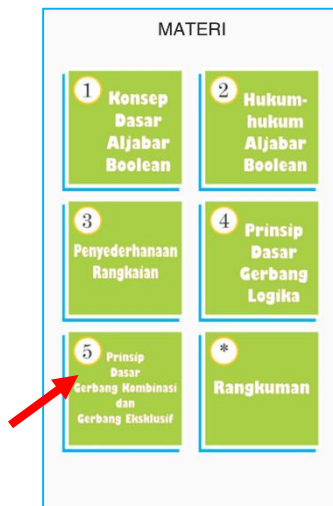 MATERI
1
Konsep
Dasar
Aljabar
Boolean
2
Hukum-
hukum
Aljabar
Boolean
3
Penyederhanaan
Rangkaian
4
Prinsip
Dasar
Gerbang
Logika
5
Prinsip
Dasar
Gerbang Kombinasi
dan
Gerbang Eksklusif
*
Rangkuman